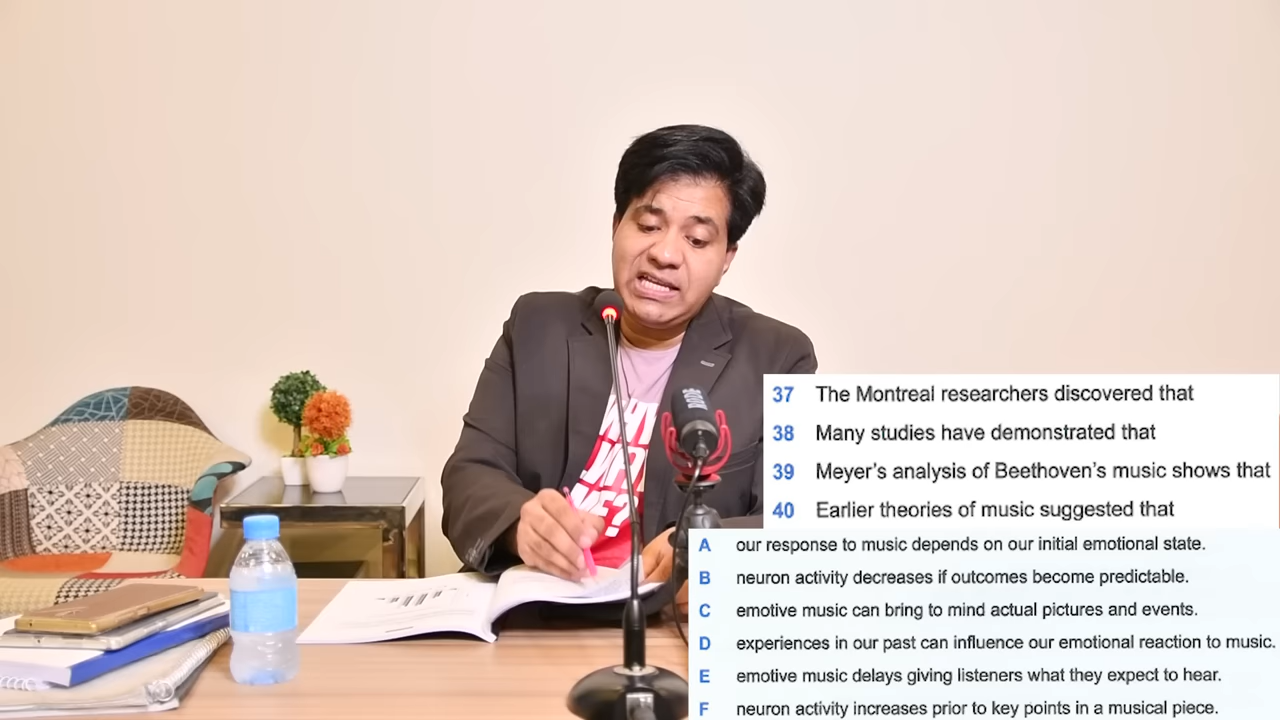 37 The Montreal researchers discovered that
38 Many studies have demonstrated that
39 Meyer's analysis of Beethoven's music shows that
40 Earlier theories of music suggested that
A our response to music depends on our initial emotional state.
B neuron activity decreases if outcomes become predictable.
C emotive music can bring to mind actual pictures and events.
D experiences in our past can influence our emotional reaction to music.
E emotive music delays giving listeners what they expect to hear.
F neuron activity increases prior to key points in a musical piece.
WHY
ME?
RODE